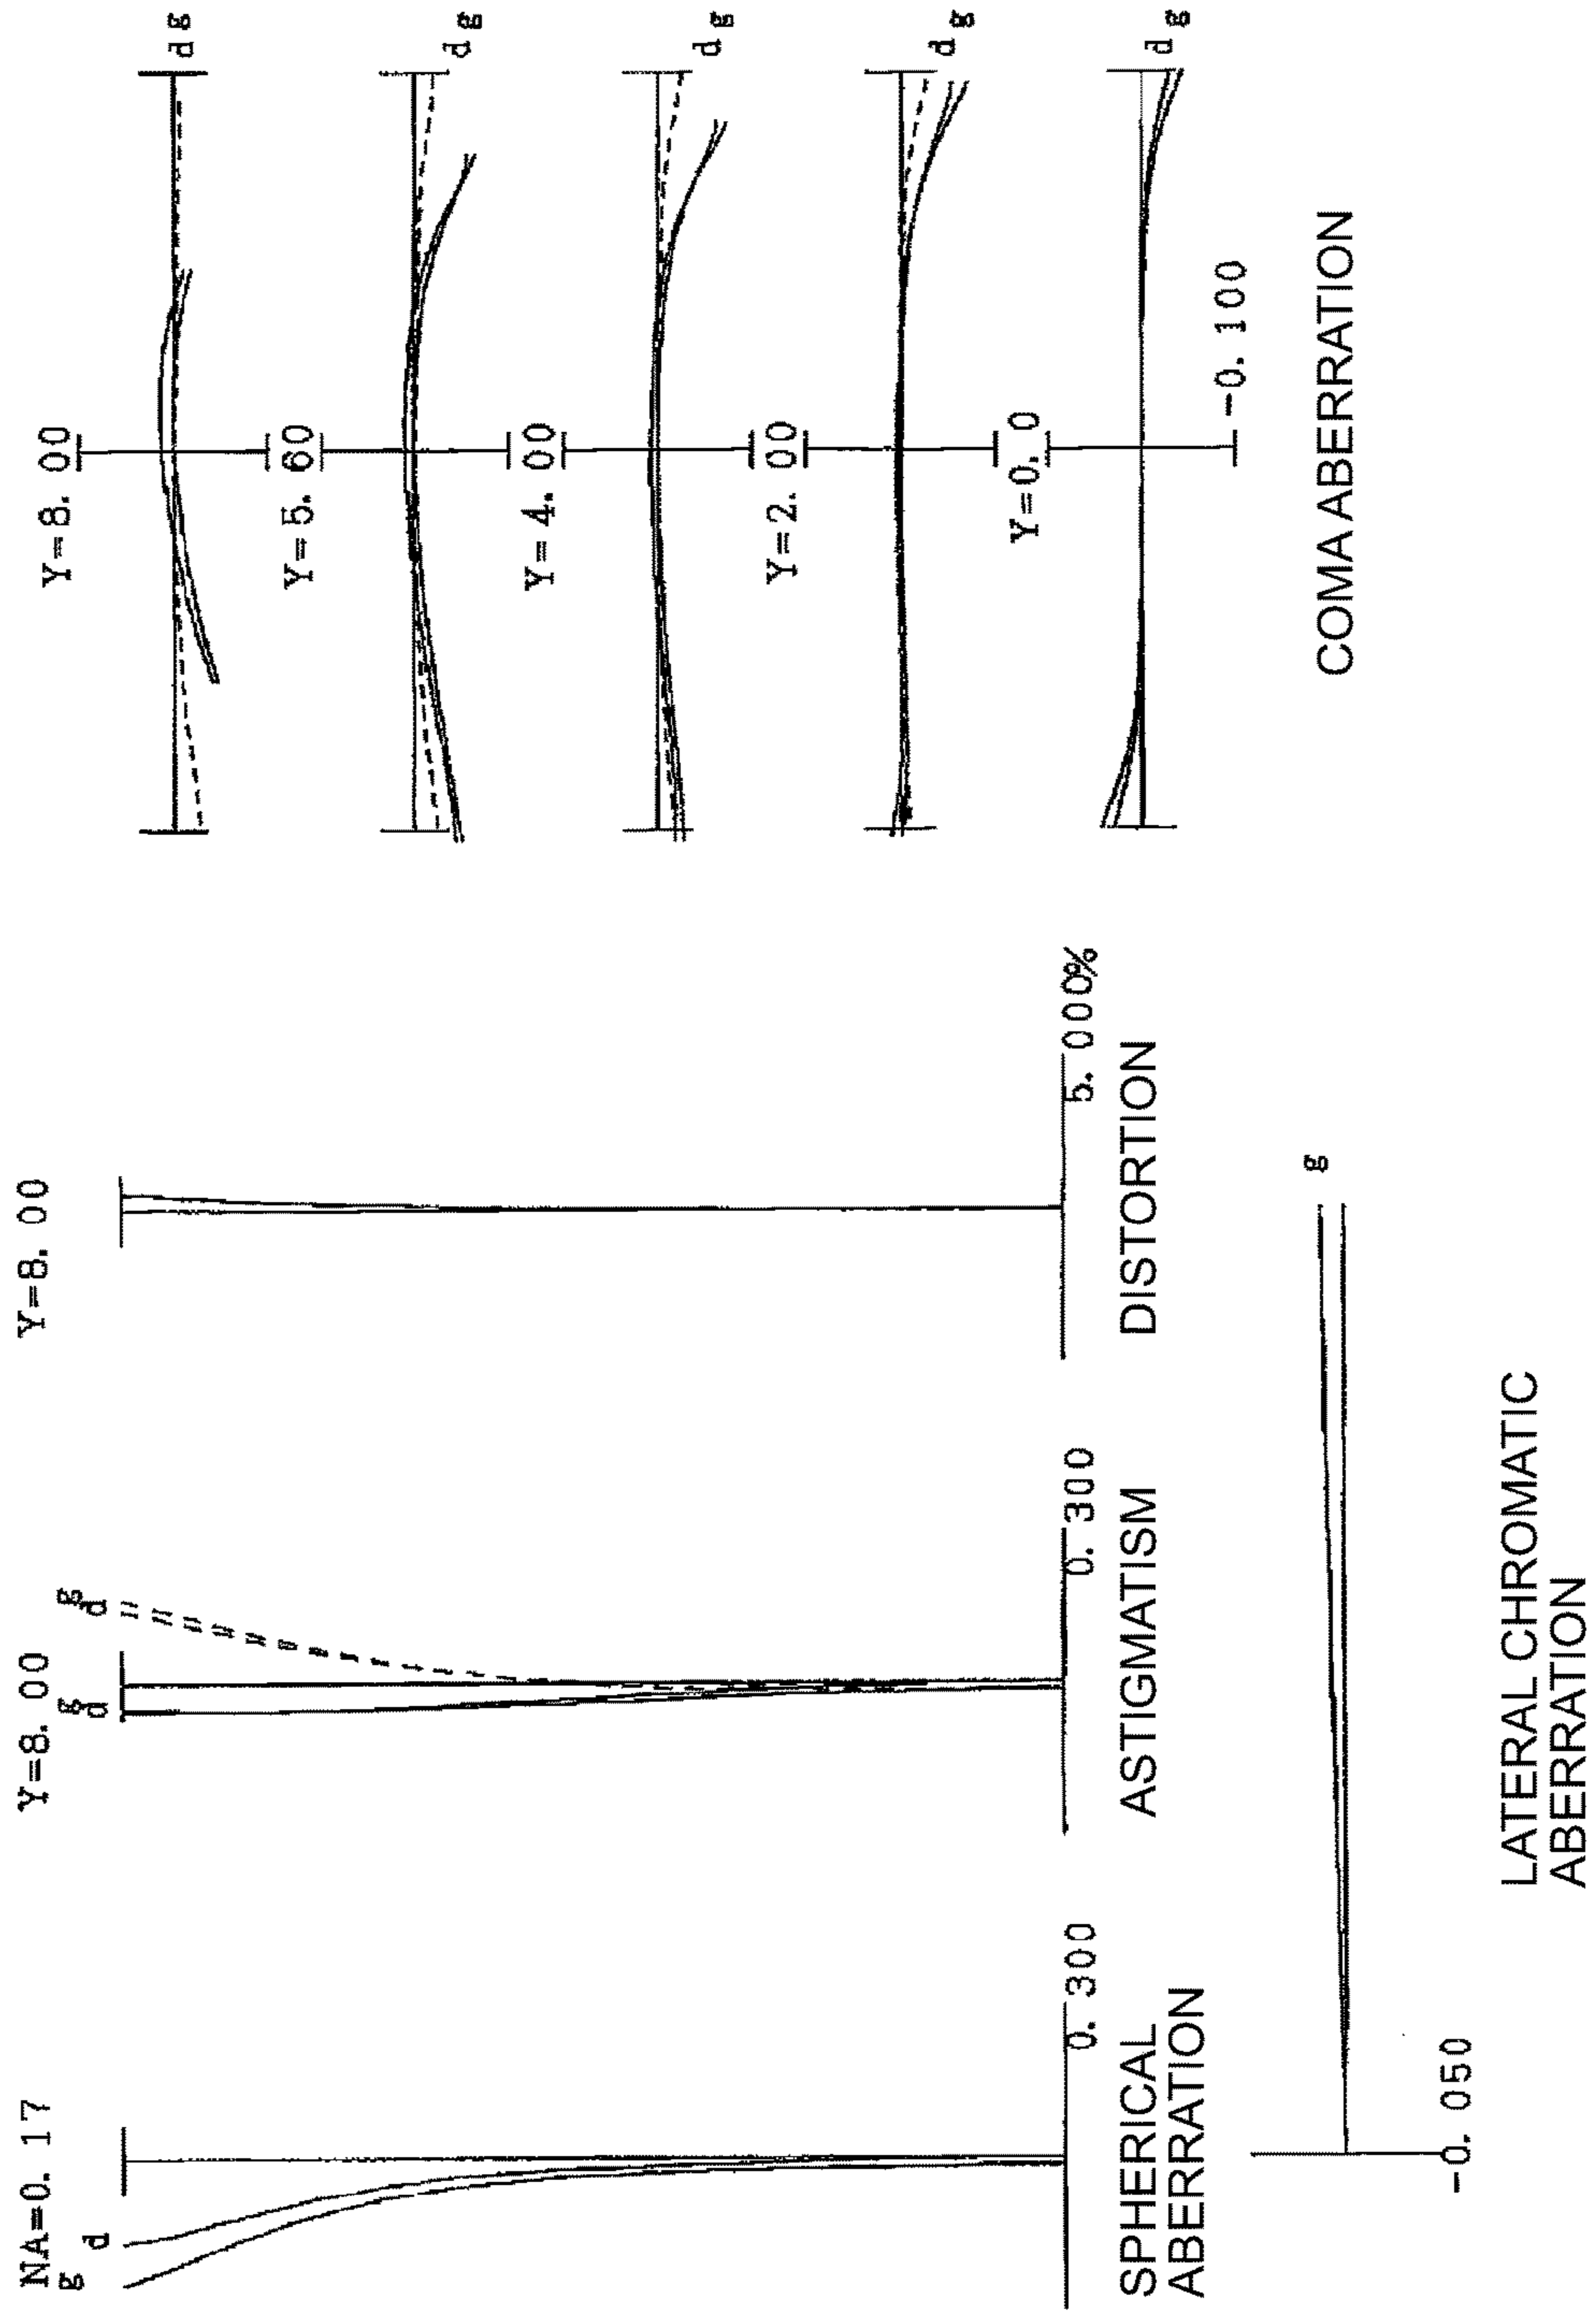 NA=0. 17
g
d
0. 300
SPHERICAL
ABERRATION
Y=8. 00
g
d
g
d
0. 300
ASTIGMATISM
Y=8. 00
5. 000%
DISTORTION
g
-0. 050
LATERAL CHROMATIC
ABERRATION
Y=8. 00
d g
Y=5. 60
d g
Y=4. 00
d g
Y=2. 00
d g
Y=0. 0
d g
-0. 100
COMA ABERRATION